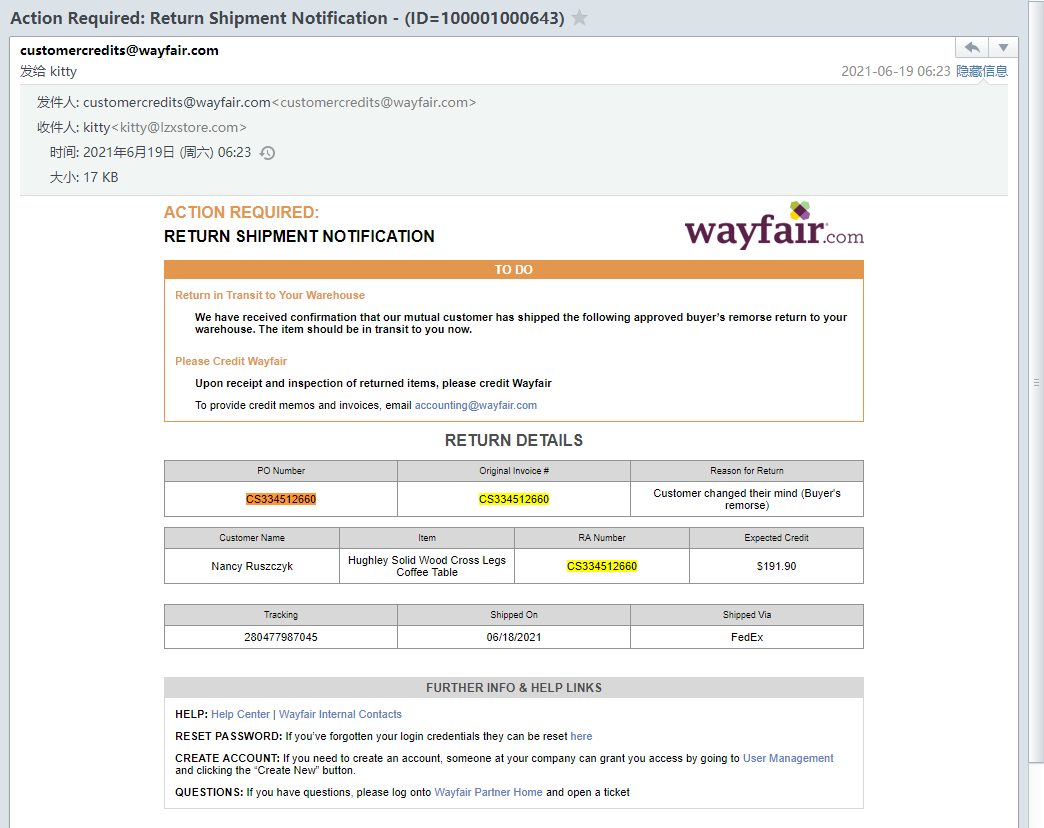 Action Required: Return Shipment Notification - (ID=100001000643)
customercredits@wayfair.com
发给 kitty
2021-06-19 06:23 隐藏信息
发件人: customercredits@wayfair.com<customercredits@wayfair.com>
收件人: kitty<kitty@lzxstore.com>
时间: 2021年6月19日 (周六) 06:23
大小: 17 KB
ACTION REQUIRED:
RETURN SHIPMENT NOTIFICATION
wayfair.com
TO DO
Return in Transit to Your Warehouse
We have received confirmation that our mutual customer has shipped the following approved buyer's remorse return to your
warehouse. The item should be in transit to you now.
Please Credit Wayfair
Upon receipt and inspection of returned items, please credit Wayfair
To provide credit memos and invoices, email accounting@wayfair.com
RETURN DETAILS
PO Number Original Invoice # Reason for Return
CS334512660 CS334512660 Customer changed their mind (Buyer's
remorse)
Customer Name Item RA Number Expected Credit
Nancy Ruszczyk Hughley Solid Wood Cross Legs
Coffee Table CS334512660 $191.90
Tracking Shipped On Shipped Via
280477987045 06/18/2021 FedEx
FURTHER INFO & HELP LINKS
HELP: Help Center | Wayfair Internal Contacts
RESET PASSWORD: If you've forgotten your login credentials they can be reset here
CREATE ACCOUNT: If you need to create an account, someone at your company can grant you access by going to User Management
and clicking the "Create New" button.
QUESTIONS: If you have questions, please log onto Wayfair Partner Home and open a ticket